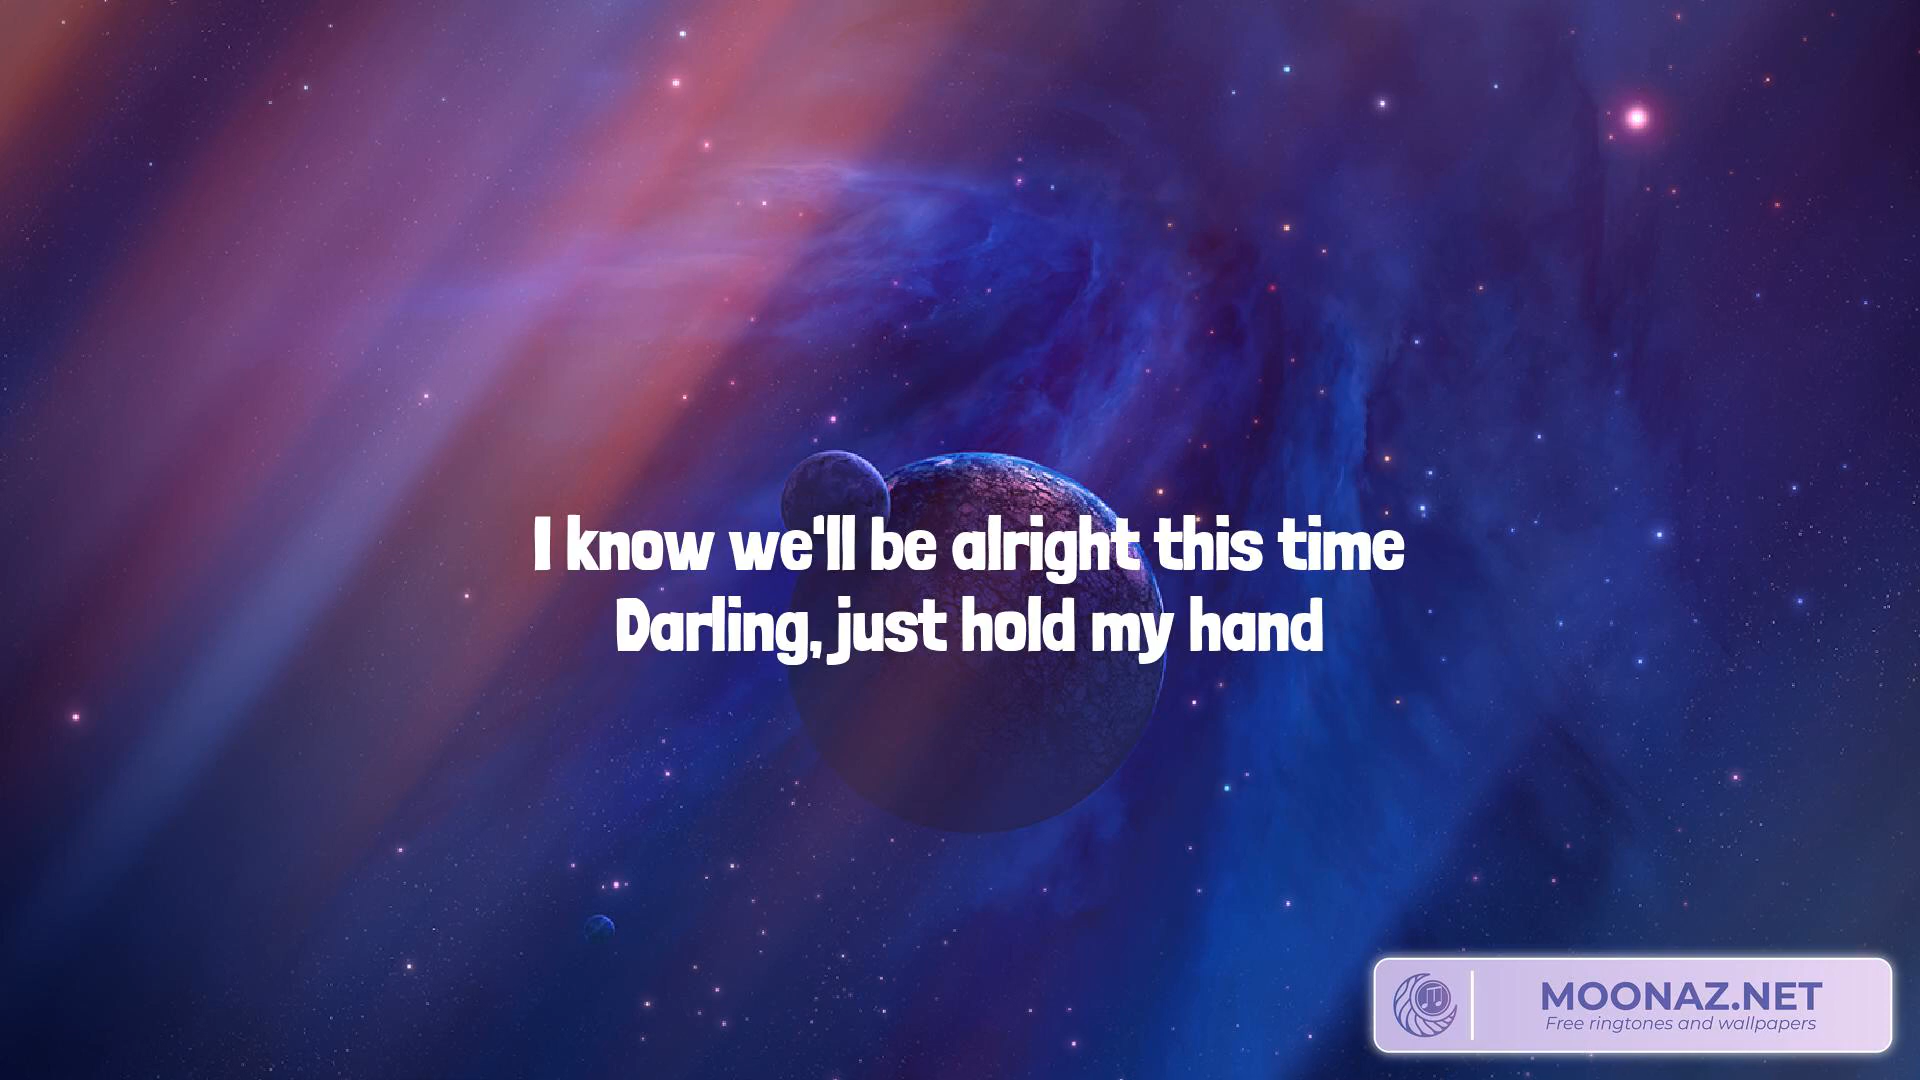 I know we'll be alright this time
Darling, just hold my hand
MOONAZ.NET
Free ringtones and wallpapers